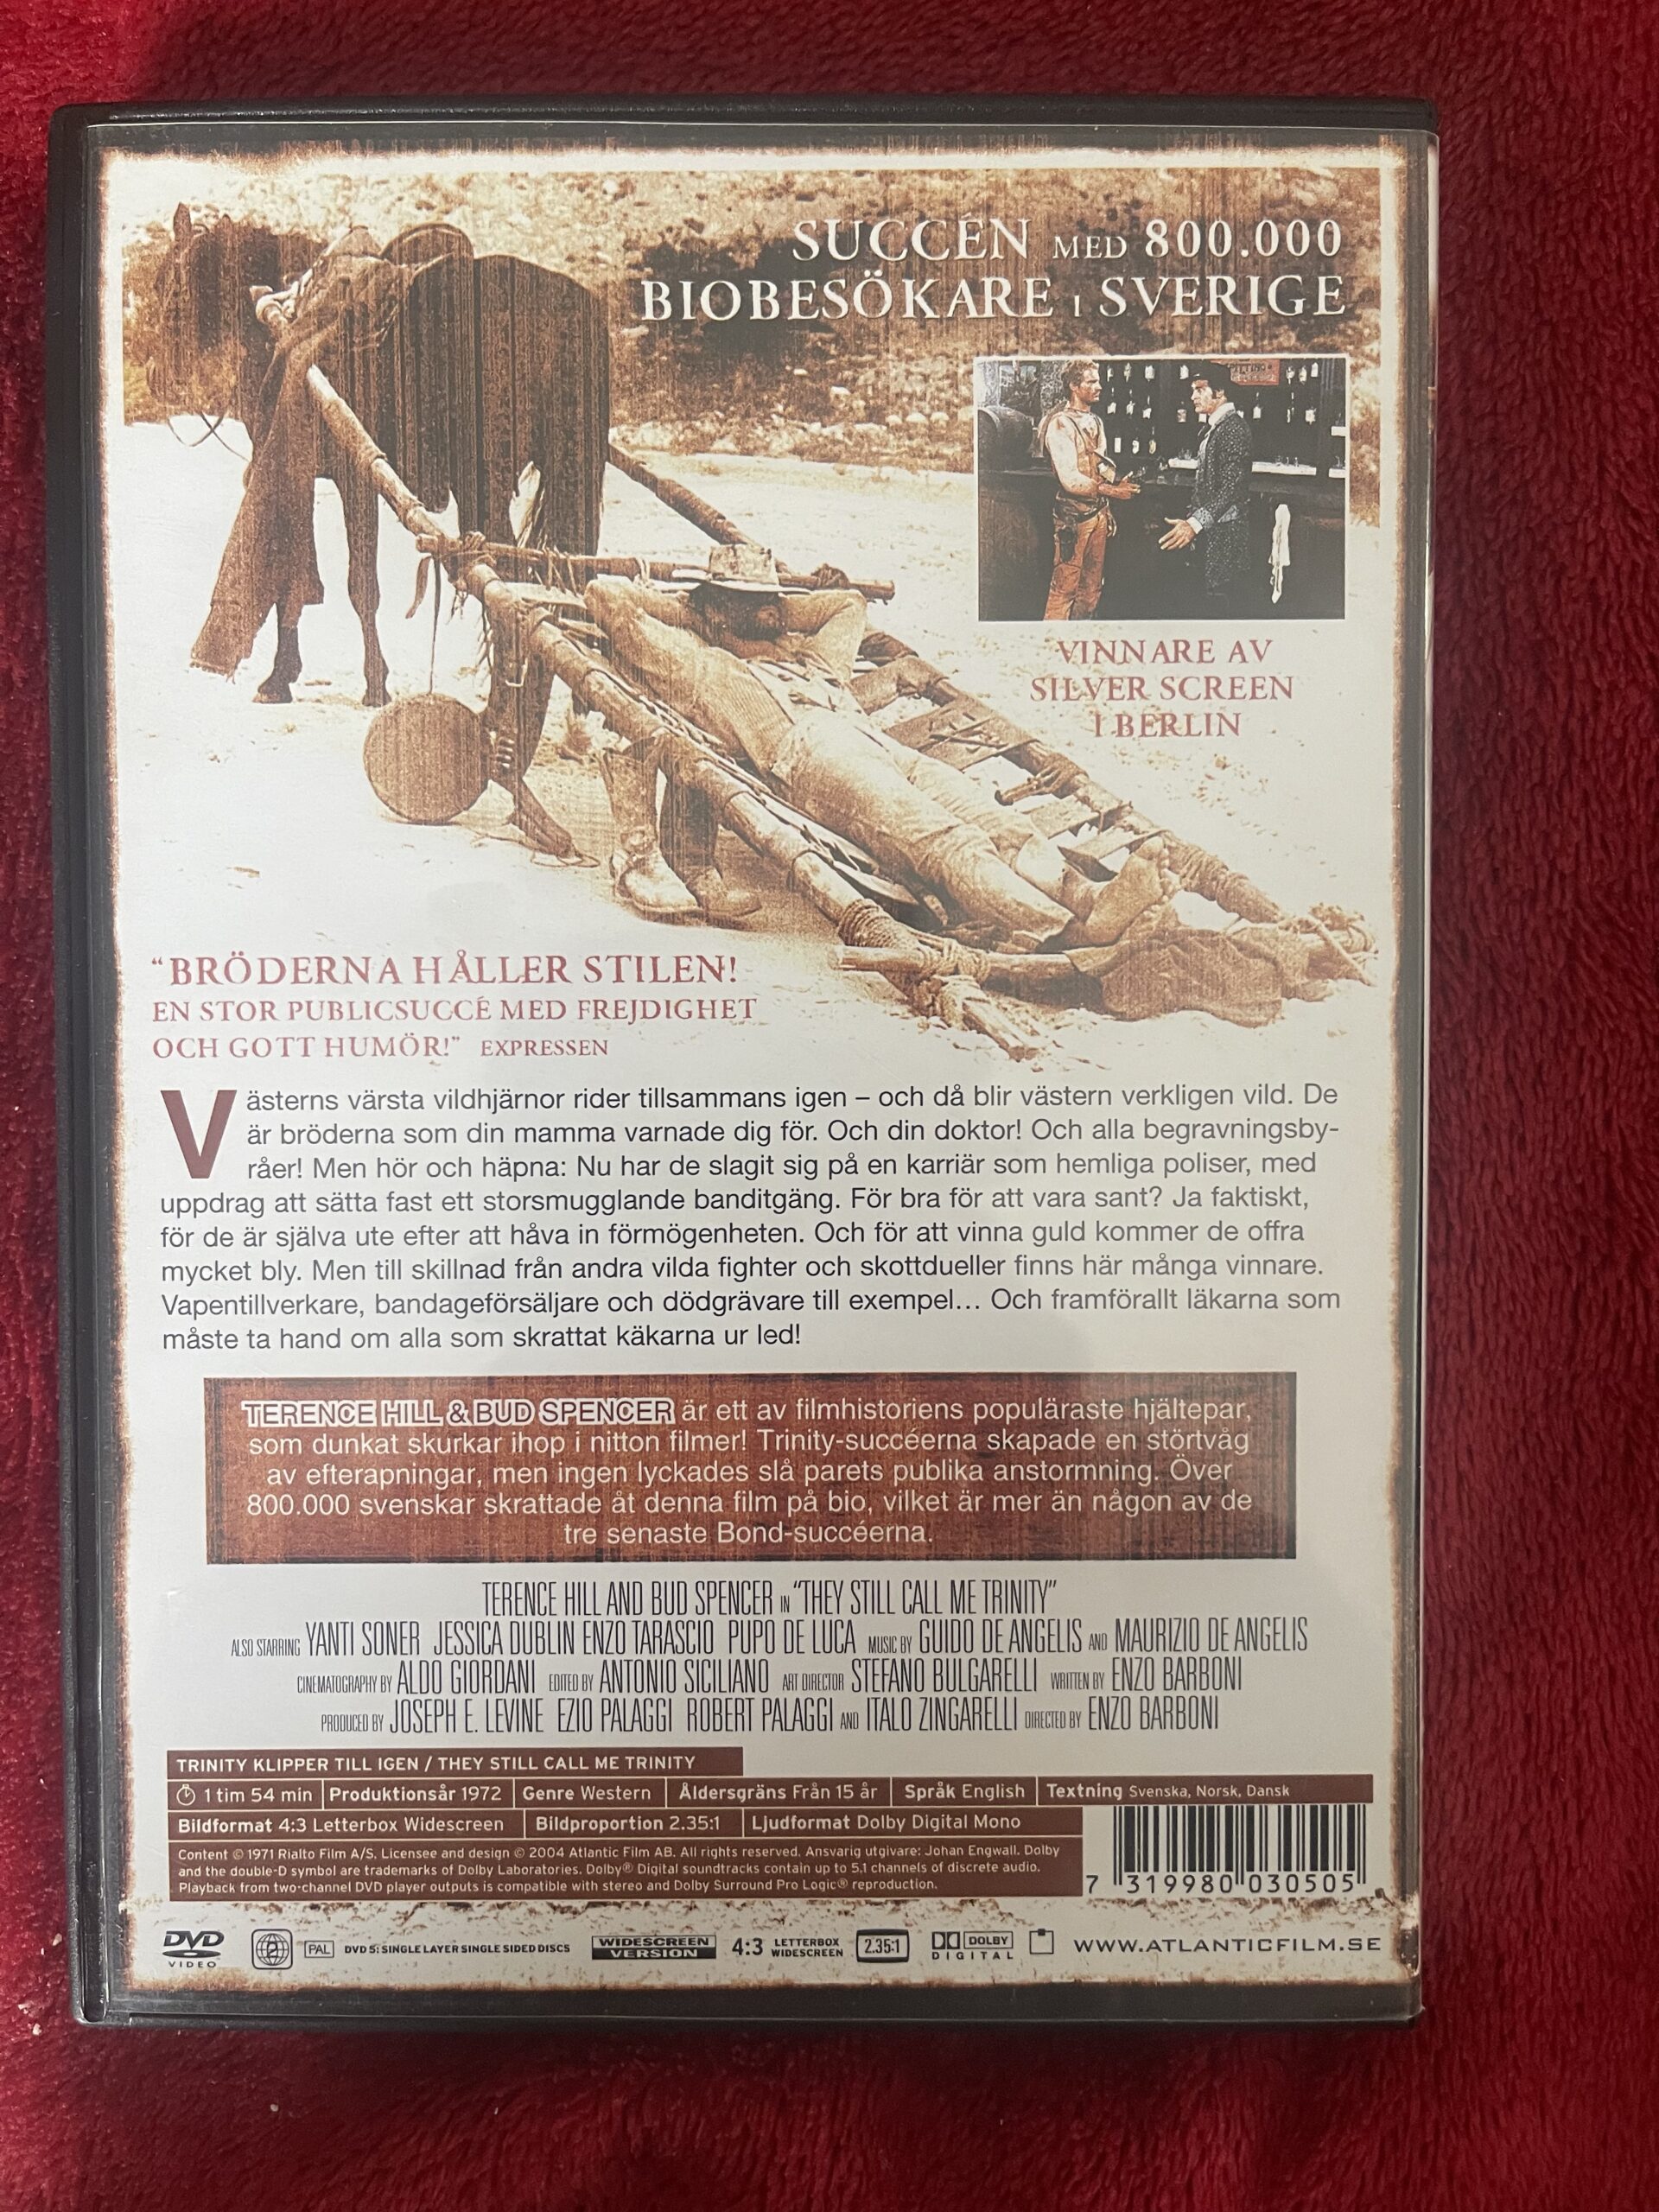 SUCCÉN MED 800.000
BIOBESÖKARE I SVERIGE
VINNARE AV
SILVER SCREEN
I BERLIN
“BRÖDERNA HÅLLER STILEN!
EN STOR PUBLICSUCCÉ MED FREJDIGHET
OCH GOTT HUMÖR!” EXPRESSEN
Västerns värsta vildhjärnor rider tillsammans igen – och då blir västern verkligen vild. De
är bröderna som din mamma varnade dig för. Och din doktor! Och alla begravningsby-
råer! Men hör och häpna: Nu har de slagit sig på en karriär som hemliga poliser, med
uppdrag att sätta fast ett storsmugglande banditgäng. För bra för att vara sant? Ja faktiskt,
för de är själva ute efter att håva in förmögenheten. Och för att vinna guld kommer de offra
mycket bly. Men till skillnad från andra vilda fighter och skottdueller finns här många vinnare.
Vapentillverkare, bandageförsäljare och dödgrävare till exempel... Och framförallt läkarna som
måste ta hand om alla som skrattat käkarna ur led!
TERENCE HILL & BUD SPENCER är ett av filmhistoriens populäraste hjältepar,
som dunkat skurkar ihop i nitton filmer! Trinity-succéerna skapade en störtvåg
av efterapningar, men ingen lyckades slå parets publika anstormning. Över
800.000 svenskar skrattade åt denna film på bio, vilket är mer än någon av de
tre senaste Bond-succéerna.
TERENCE HILL AND BUD SPENCER IN “THEY STILL CALL ME TRINITY”
ALSO STARRING YANTI SONER JESSICA DUBLIN ENZO TARASCIO PUPO DE LUCA MUSIC BY GUIDO DE ANGELIS AND MAURIZIO DE ANGELIS
CINEMATOGRAPHY BY ALDO GIORDANI EDITED BY ANTONIO SICILIANO ART DIRECTOR STEFANO BULGARELLI WRITTEN BY ENZO BARBONI
PRODUCED BY JOSEPH E. LEVINE EZIO PALAGGI ROBERT PALAGGI AND ITALO ZINGARELLI DIRECTED BY ENZO BARBONI
TRINITY KLIPPER TILL IGEN / THEY STILL CALL ME TRINITY
1 tim 54 min Produktionsår 1972 Genre Western Åldersgräns Från 15 år Språk English Textning Svenska, Norsk, Dansk
Bildformat 4:3 Letterbox Widescreen Bildproportion 2.35:1 Ljudformat Dolby Digital Mono
Content © 1971 Rialto Film A/S. Licensee and design © 2004 Atlantic Film AB. All rights reserved. Ansvarig utgivare: Johan Engwall. Dolby
and the double-D symbol are trademarks of Dolby Laboratories. Dolby® Digital soundtracks contain up to 5.1 channels of discrete audio.
Playback from two-channel DVD player outputs is compatible with stereo and Dolby Surround Pro Logic® reproduction.
7 319980 030505
DVD VIDEO 2 PAL DVD 5: SINGLE LAYER SINGLE SIDED DISCS WIDESCREEN VERSION 4:3 LETTERBOX WIDESCREEN 2.35:1 DOLBY DIGITAL WWW.ATLANTICFILM.SE